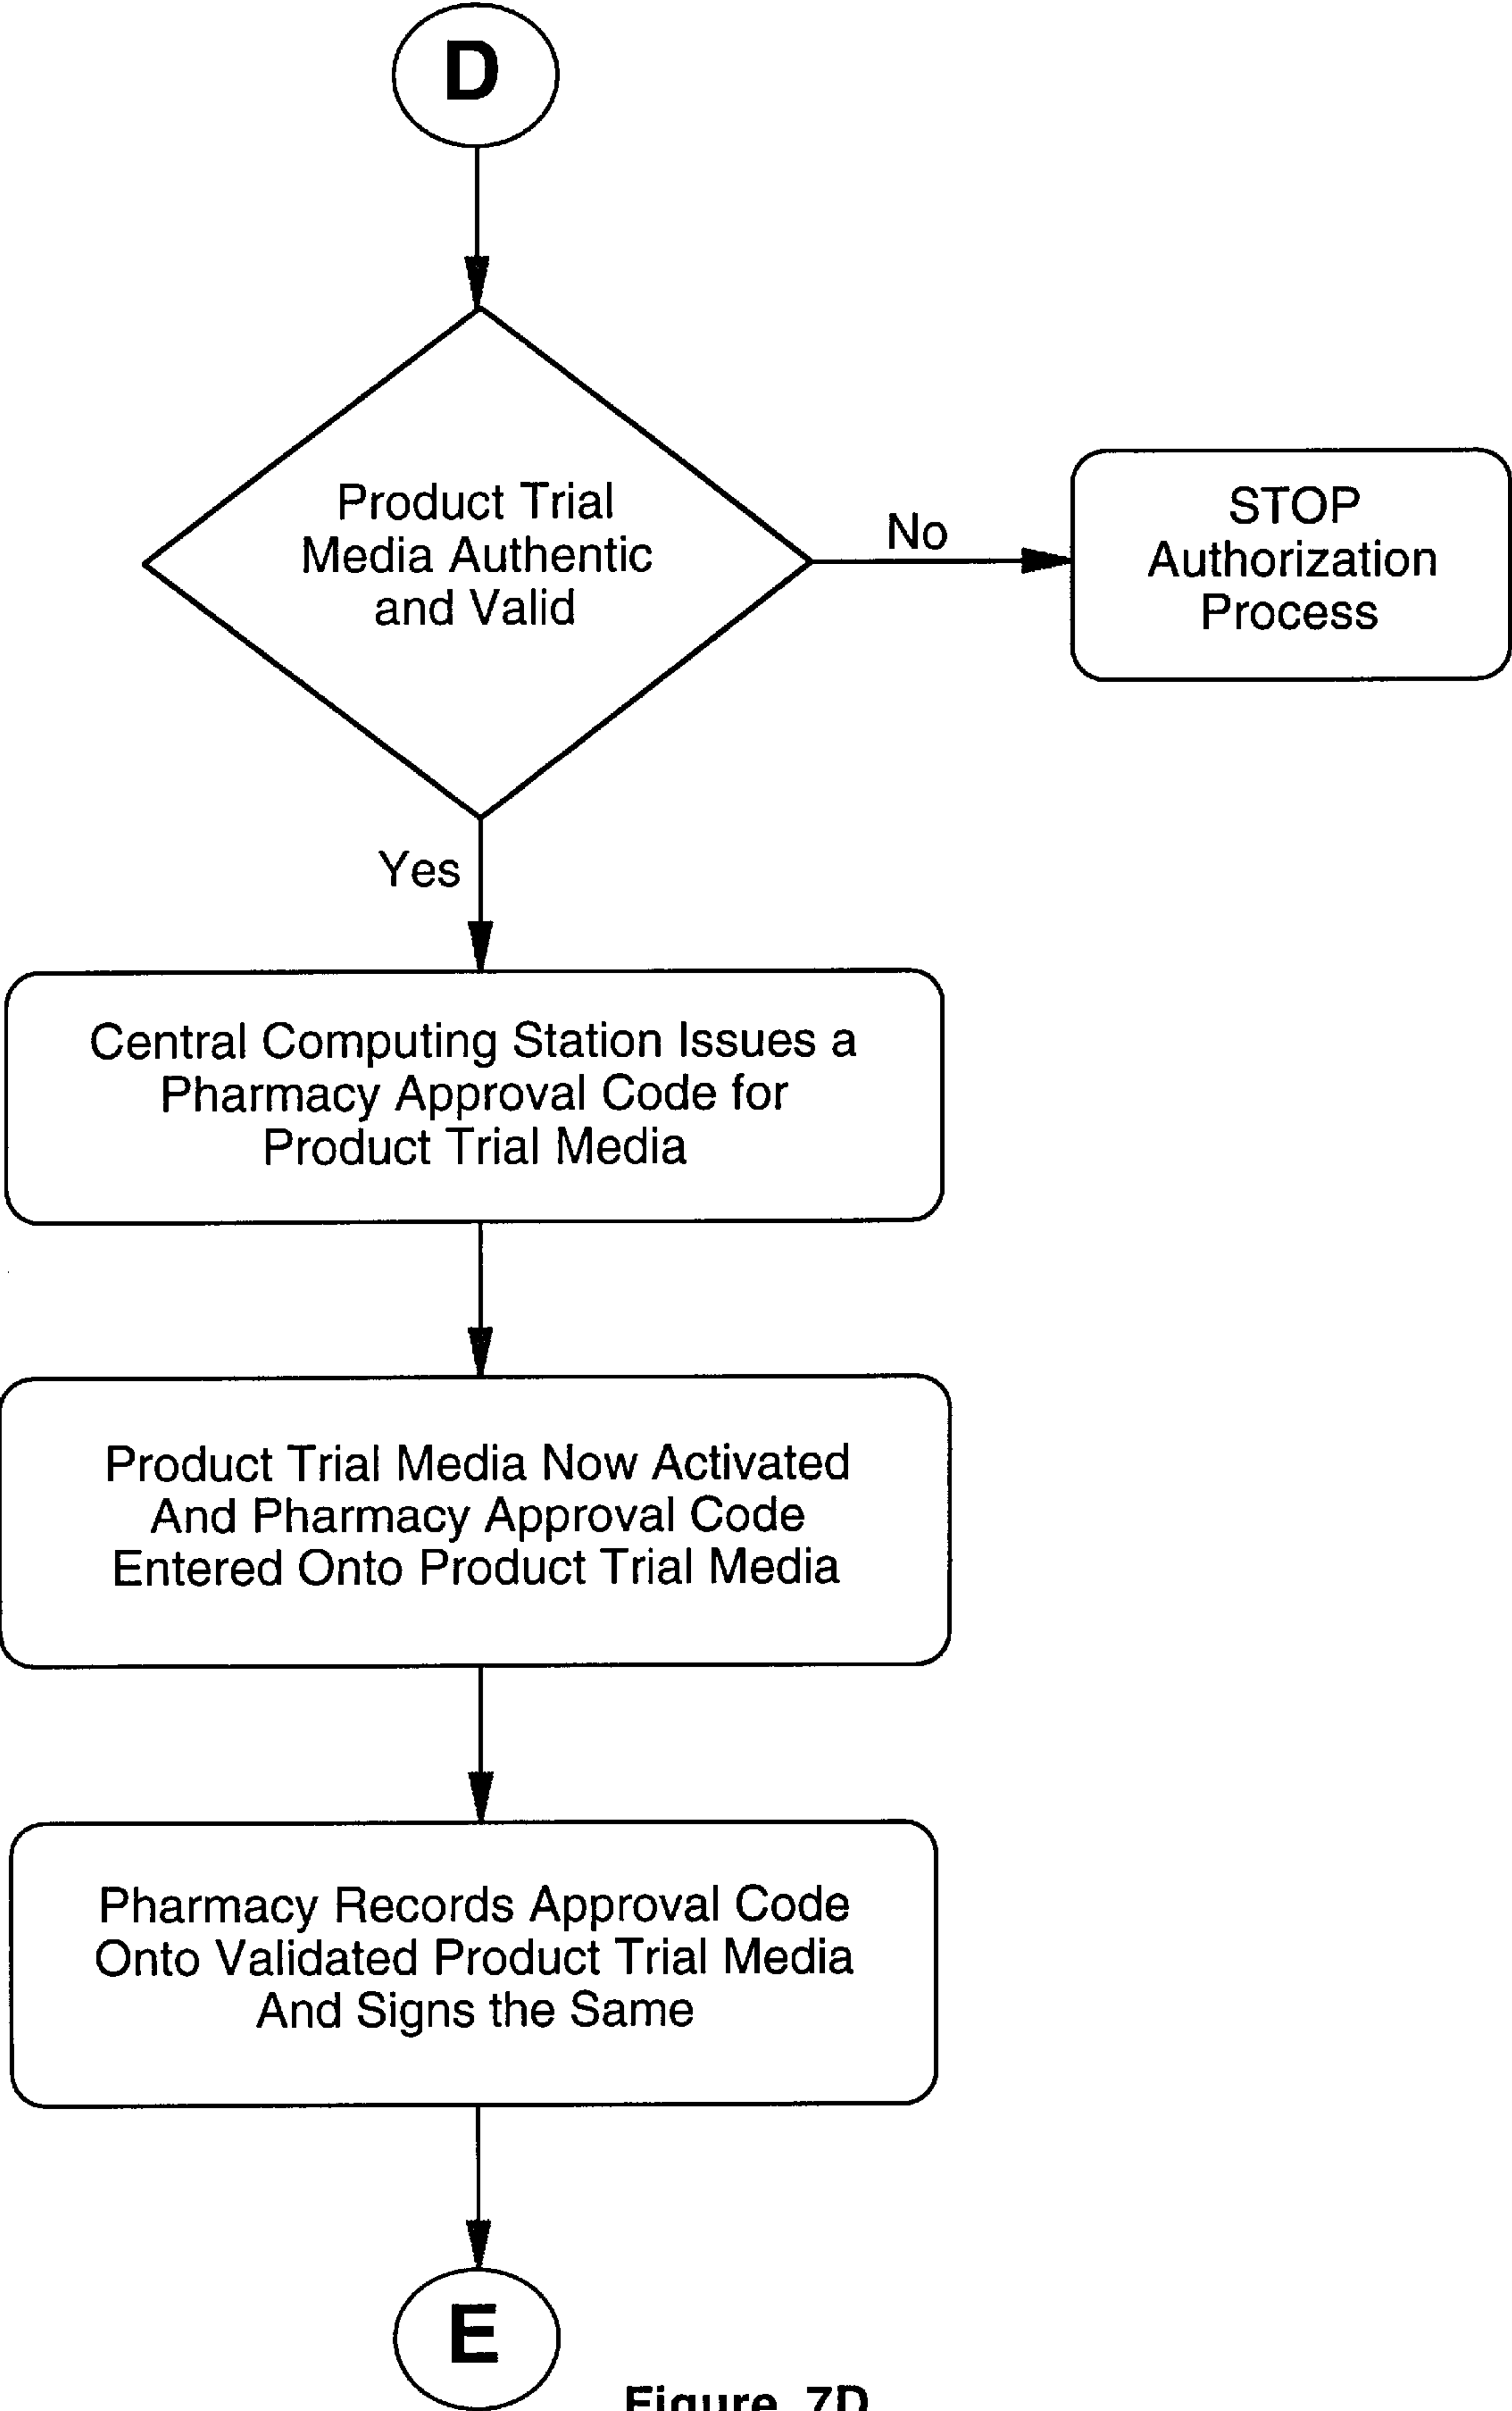 D
Product Trial
Media Authentic
and Valid
No
STOP
Authorization
Process
Yes
Central Computing Station Issues a
Pharmacy Approval Code for
Product Trial Media
Product Trial Media Now Activated
And Pharmacy Approval Code
Entered Onto Product Trial Media
Pharmacy Records Approval Code
Onto Validated Product Trial Media
And Signs the Same
E
Figure 7D